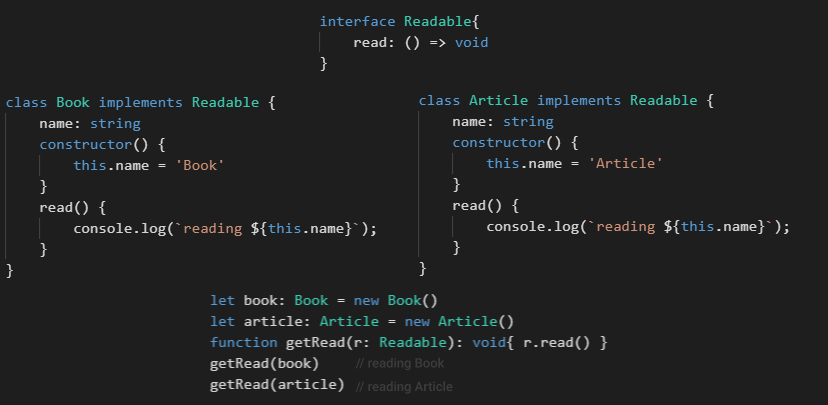 interface Readable{
read: () => void
}
class Book implements Readable {
name: string
constructor() {
this.name = 'Book'
}
read() {
console.log(`reading ${this.name}`);
}
}
class Article implements Readable {
name: string
constructor() {
this.name = 'Article'
}
read() {
console.log(`reading ${this.name}`);
}
}
let book: Book = new Book()
let article: Article = new Article()
function getRead(r: Readable): void{ r.read() }
getRead(book) // reading Book
getRead(article) // reading Article